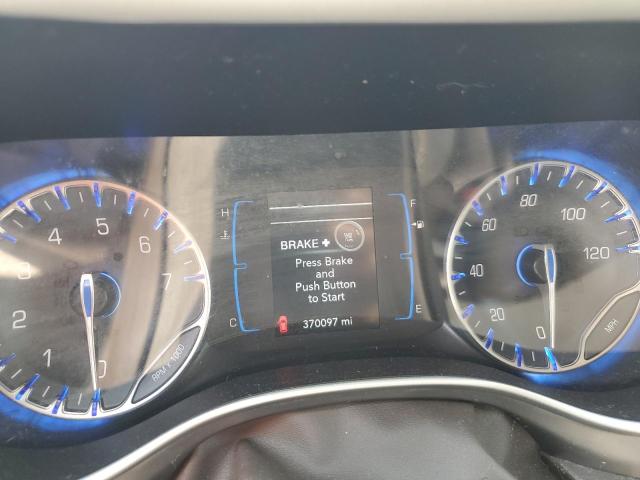 0
1
2
3
4
5
6
7
RPM X 1000
H
C
BRAKE +
Press Brake
and
Push Button
to Start
370097 mi
F
E
0
20
40
60
80
100
120
MPH